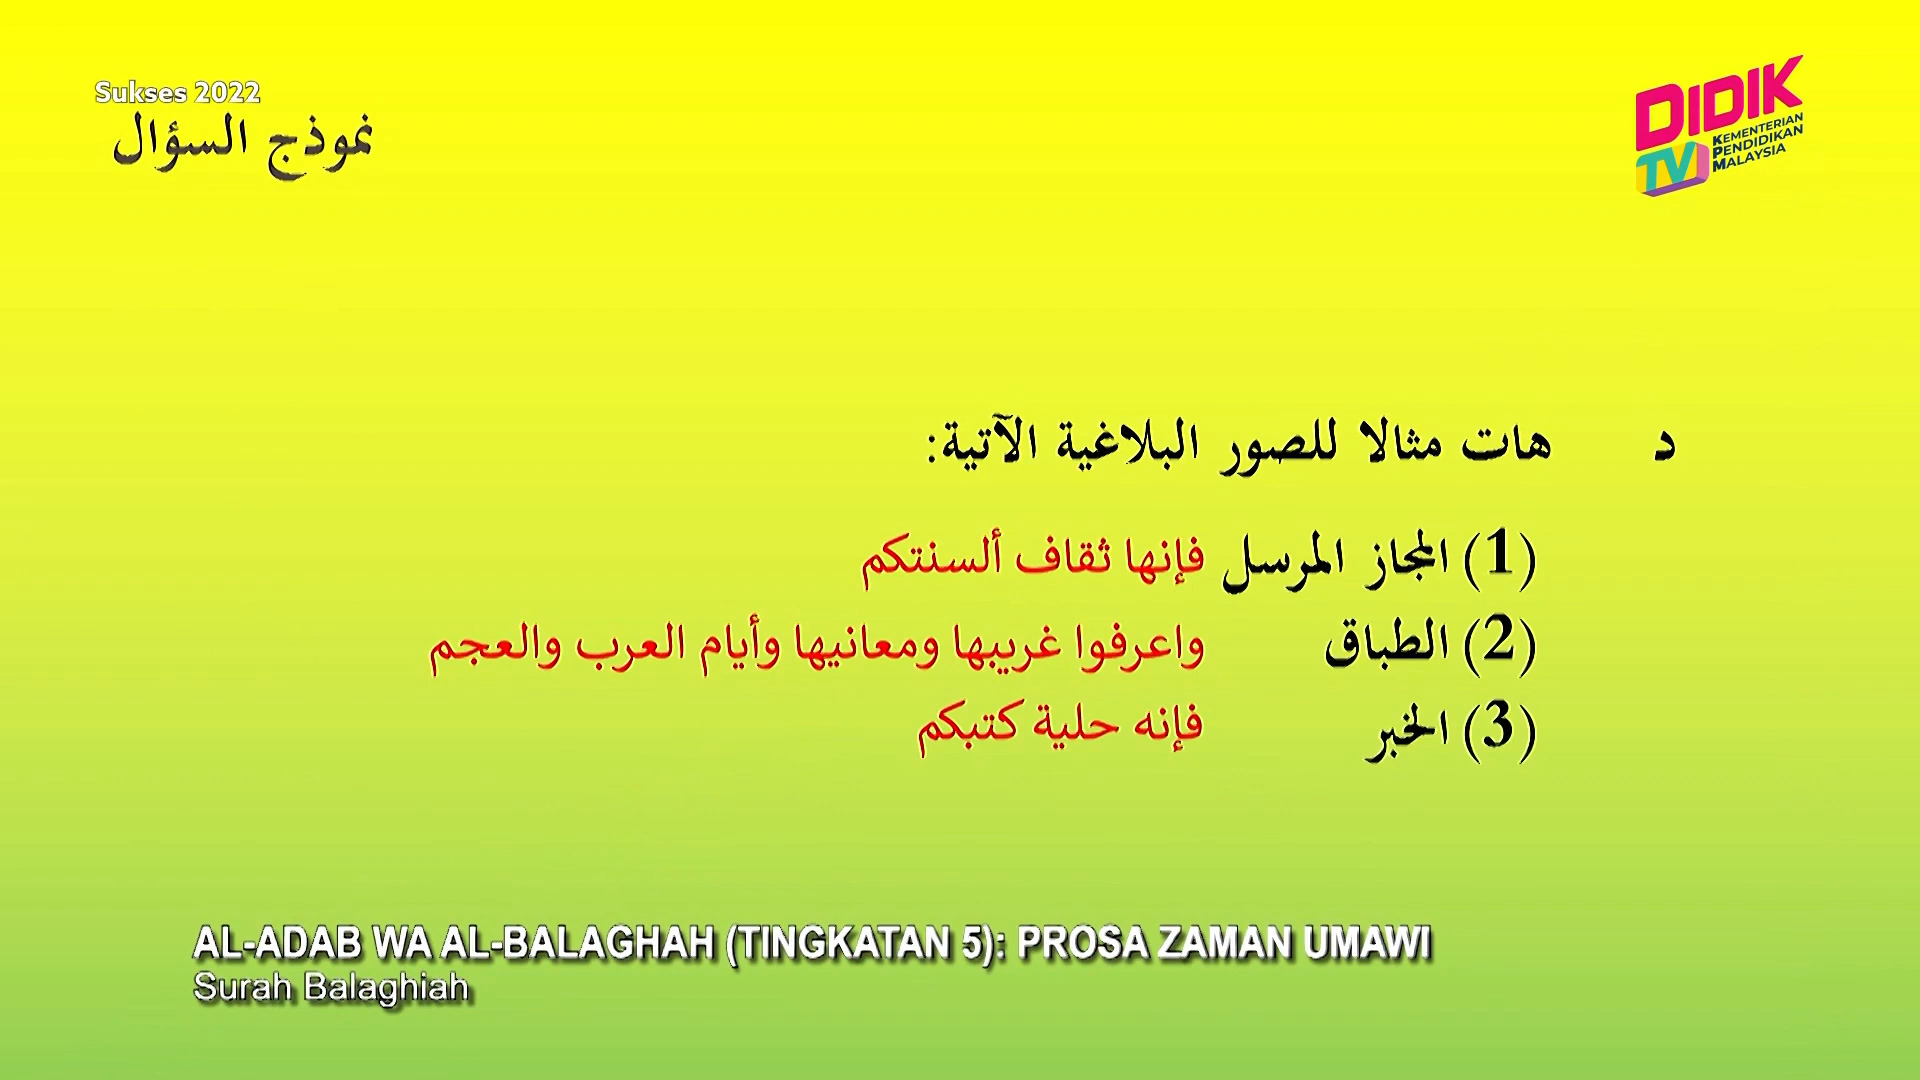 Sukses 2022
نموذج السؤال
DIDIK
TV
KEMENTERIAN
PENDIDIKAN
MALAYSIA
د هات مثالا للصور البلاغية الآتية:
(1) المجاز المرسل فإنها ثقاف ألسنتكم
(2) الطباق واعرفوا غريبها ومعانيها وأيام العرب والعجم
(3) الخبر فإنه حلية كتبكم
AL-ADAB WA AL-BALAGHAH (TINGKATAN 5): PROSA ZAMAN UMAWI
Surah Balaghiah